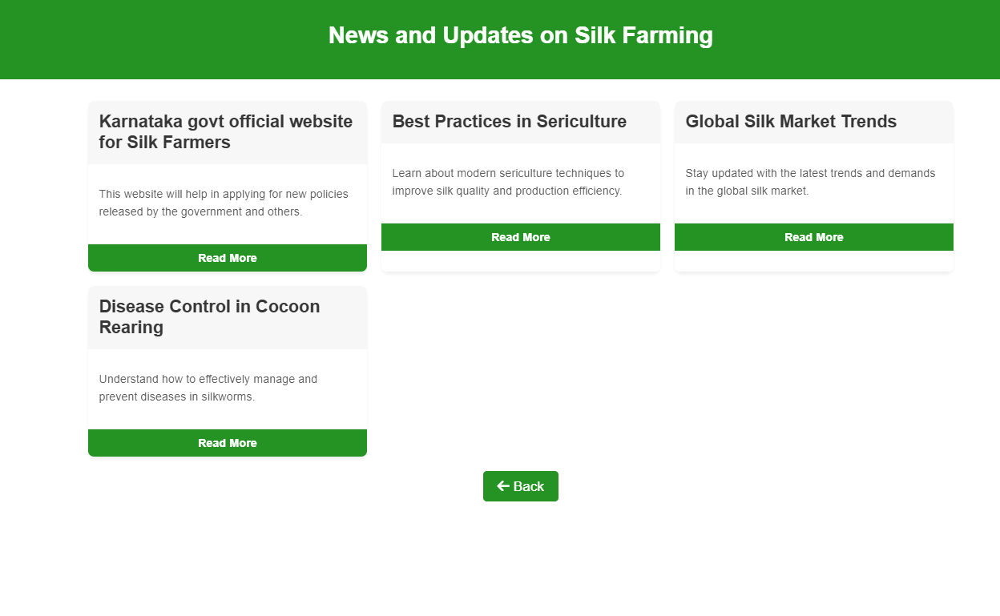 News and Updates on Silk Farming
Karnataka govt official website
for Silk Farmers
This website will help in applying for new policies
released by the government and others.
Read More
Best Practices in Sericulture
Learn about modern sericulture techniques to
improve silk quality and production efficiency.
Read More
Global Silk Market Trends
Stay updated with the latest trends and demands
in the global silk market.
Read More
Disease Control in Cocoon
Rearing
Understand how to effectively manage and
prevent diseases in silkworms.
Read More
Back